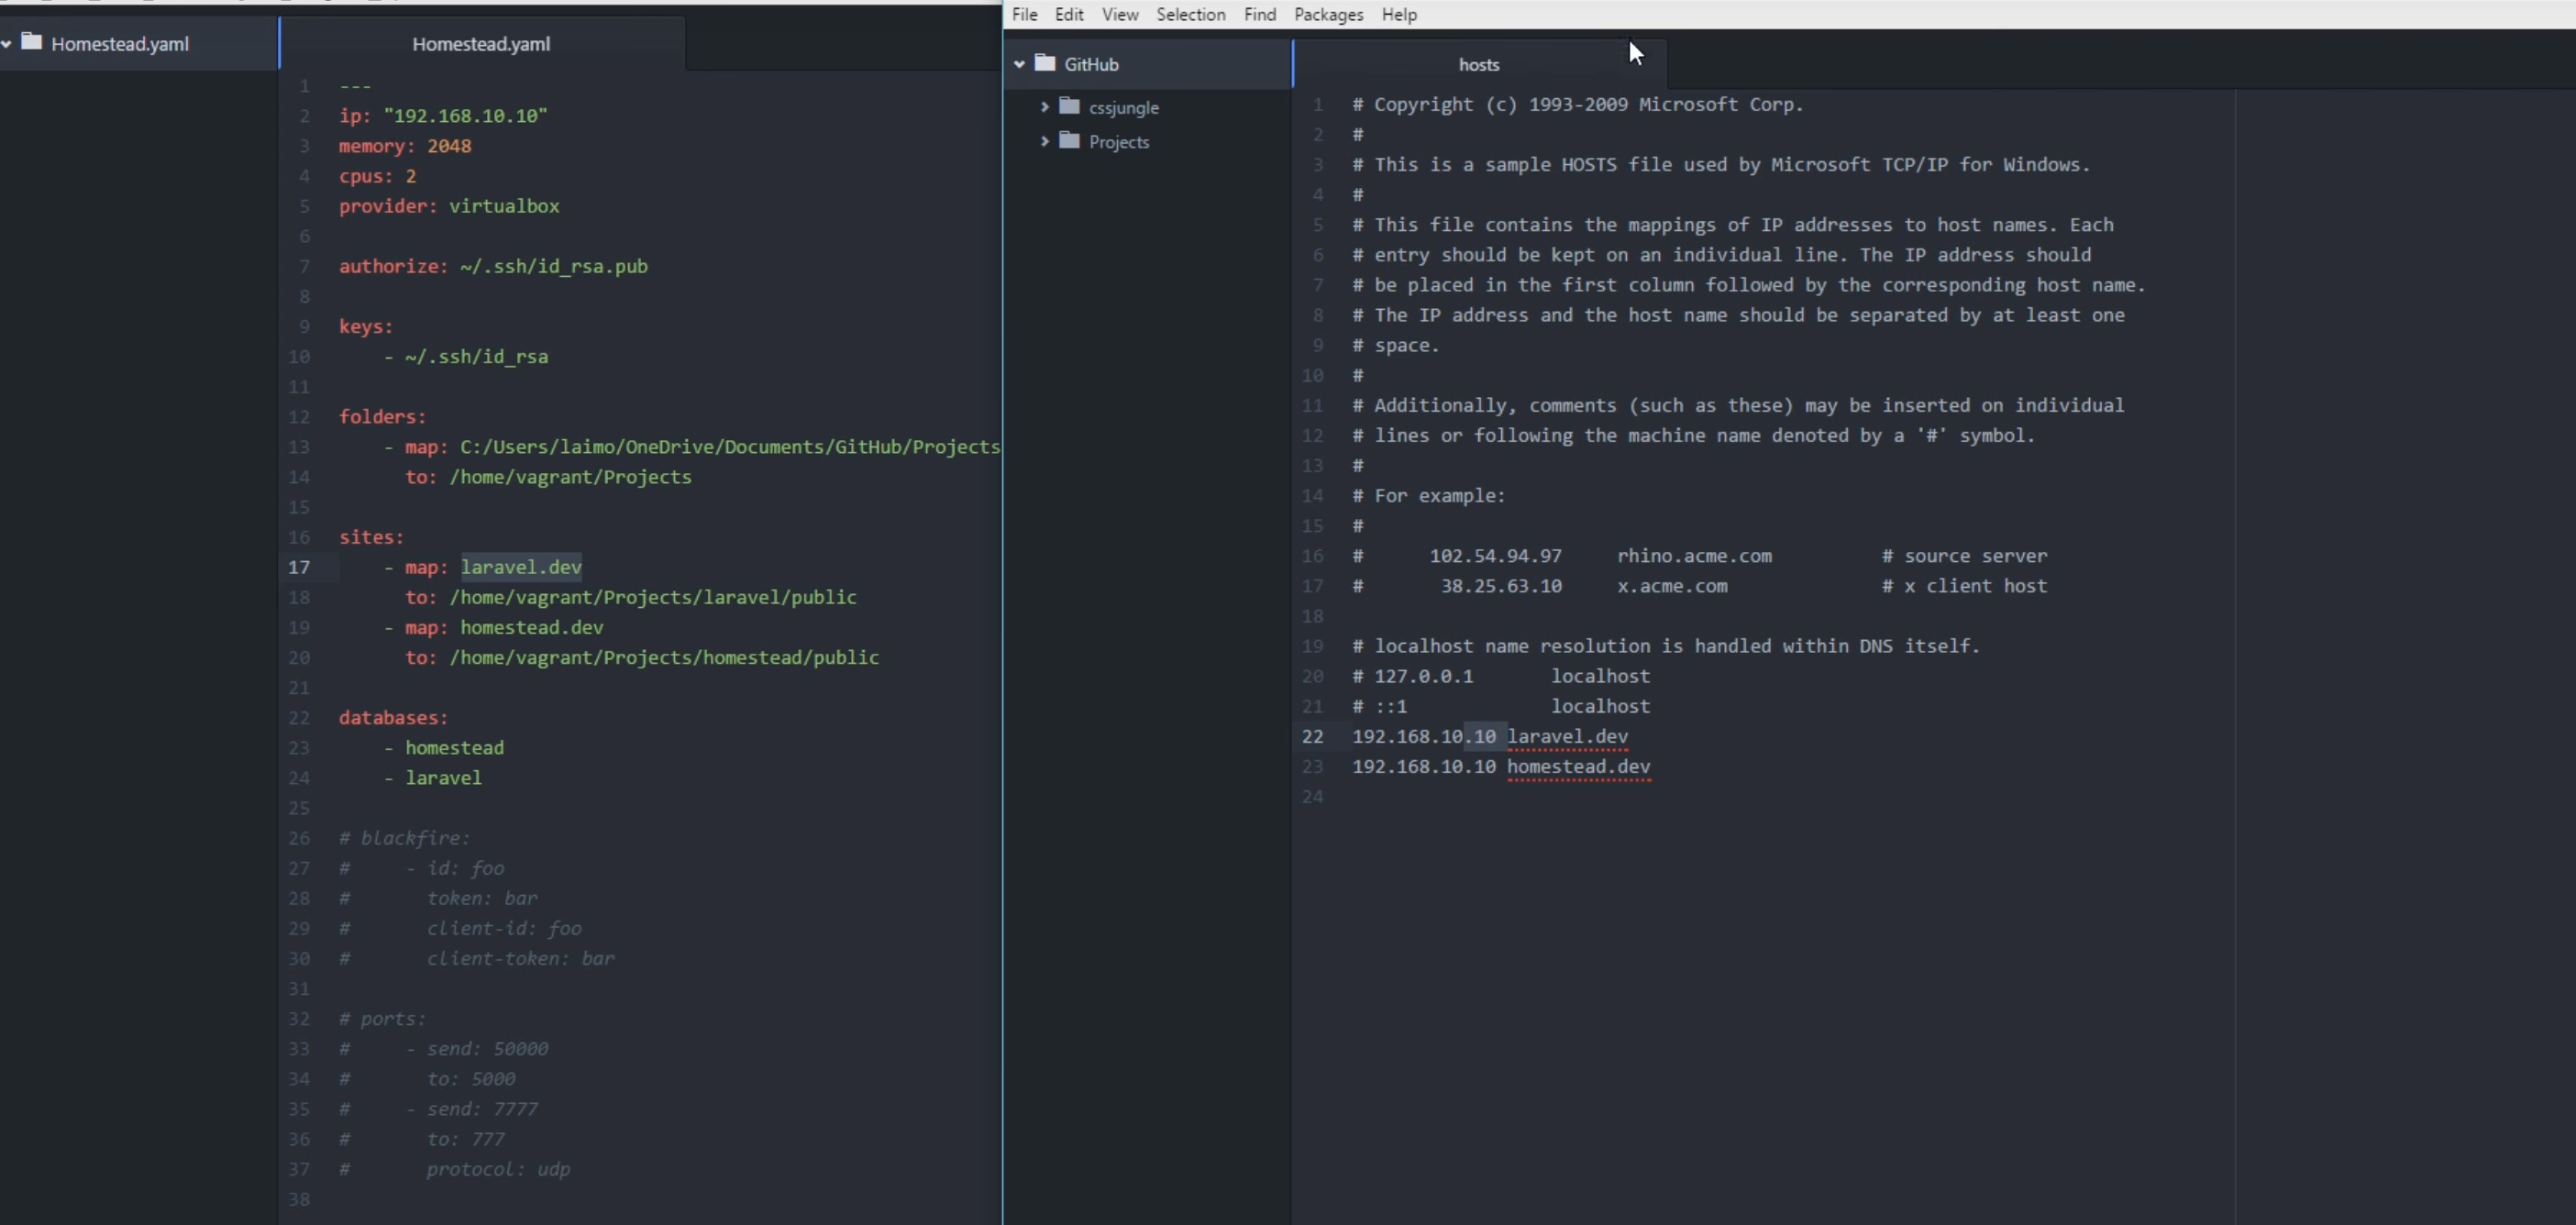 Homestead.yaml
Homestead.yaml
1 ---
2 ip: "192.168.10.10"
3 memory: 2048
4 cpus: 2
5 provider: virtualbox
6
7 authorize: ~/.ssh/id_rsa.pub
8
9 keys:
10 - ~/.ssh/id_rsa
11
12 folders:
13 - map: C:/Users/laimo/OneDrive/Documents/GitHub/Projects
14 to: /home/vagrant/Projects
15
16 sites:
17 - map: laravel.dev
18 to: /home/vagrant/Projects/laravel/public
19 - map: homestead.dev
20 to: /home/vagrant/Projects/homestead/public
21
22 databases:
23 - homestead
24 - laravel
25
26 # blackfire:
27 # - id: foo
28 # token: bar
29 # client-id: foo
30 # client-token: bar
31
32 # ports:
33 # - send: 50000
34 # to: 5000
35 # - send: 7777
36 # to: 777
37 # protocol: udp
38
File Edit View Selection Find Packages Help
GitHub
cssjungle
Projects
hosts
1 # Copyright (c) 1993-2009 Microsoft Corp.
2 #
3 # This is a sample HOSTS file used by Microsoft TCP/IP for Windows.
4 #
5 # This file contains the mappings of IP addresses to host names. Each
6 # entry should be kept on an individual line. The IP address should
7 # be placed in the first column followed by the corresponding host name.
8 # The IP address and the host name should be separated by at least one
9 # space.
10 #
11 # Additionally, comments (such as these) may be inserted on individual
12 # lines or following the machine name denoted by a '#' symbol.
13 #
14 # For example:
15 #
16 # 102.54.94.97 rhino.acme.com # source server
17 # 38.25.63.10 x.acme.com # x client host
18
19 # localhost name resolution is handled within DNS itself.
20 # 127.0.0.1 localhost
21 # ::1 localhost
22 192.168.10.10 laravel.dev
23 192.168.10.10 homestead.dev
24